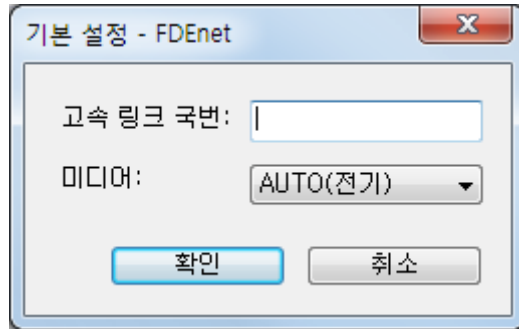 기본 설정 - FDEnet
고속 링크 국번:
미디어: AUTO(전기)
확인 취소